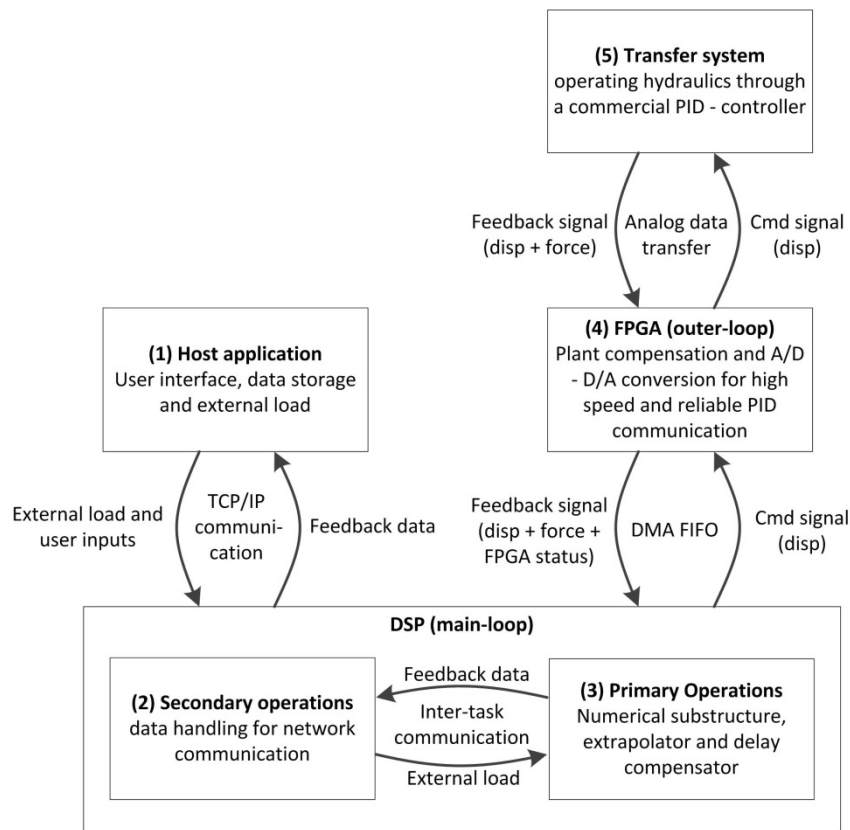 (5) Transfer system
operating hydraulics through
a commercial PID - controller
Feedback signal
(disp + force)
Analog data
transfer
Cmd signal
(disp)
(1) Host application
User interface, data storage
and external load
(4) FPGA (outer-loop)
Plant compensation and A/D
- D/A conversion for high
speed and reliable PID
communication
External load and
user inputs
TCP/IP
communi-
cation
Feedback data
Feedback signal
(disp + force +
FPGA status)
DMA FIFO
Cmd signal
(disp)
DSP (main-loop)
(2) Secondary operations
data handling for network
communication
Feedback data
Inter-task
communication
External load
(3) Primary Operations
Numerical substructure,
extrapolator and delay
compensator